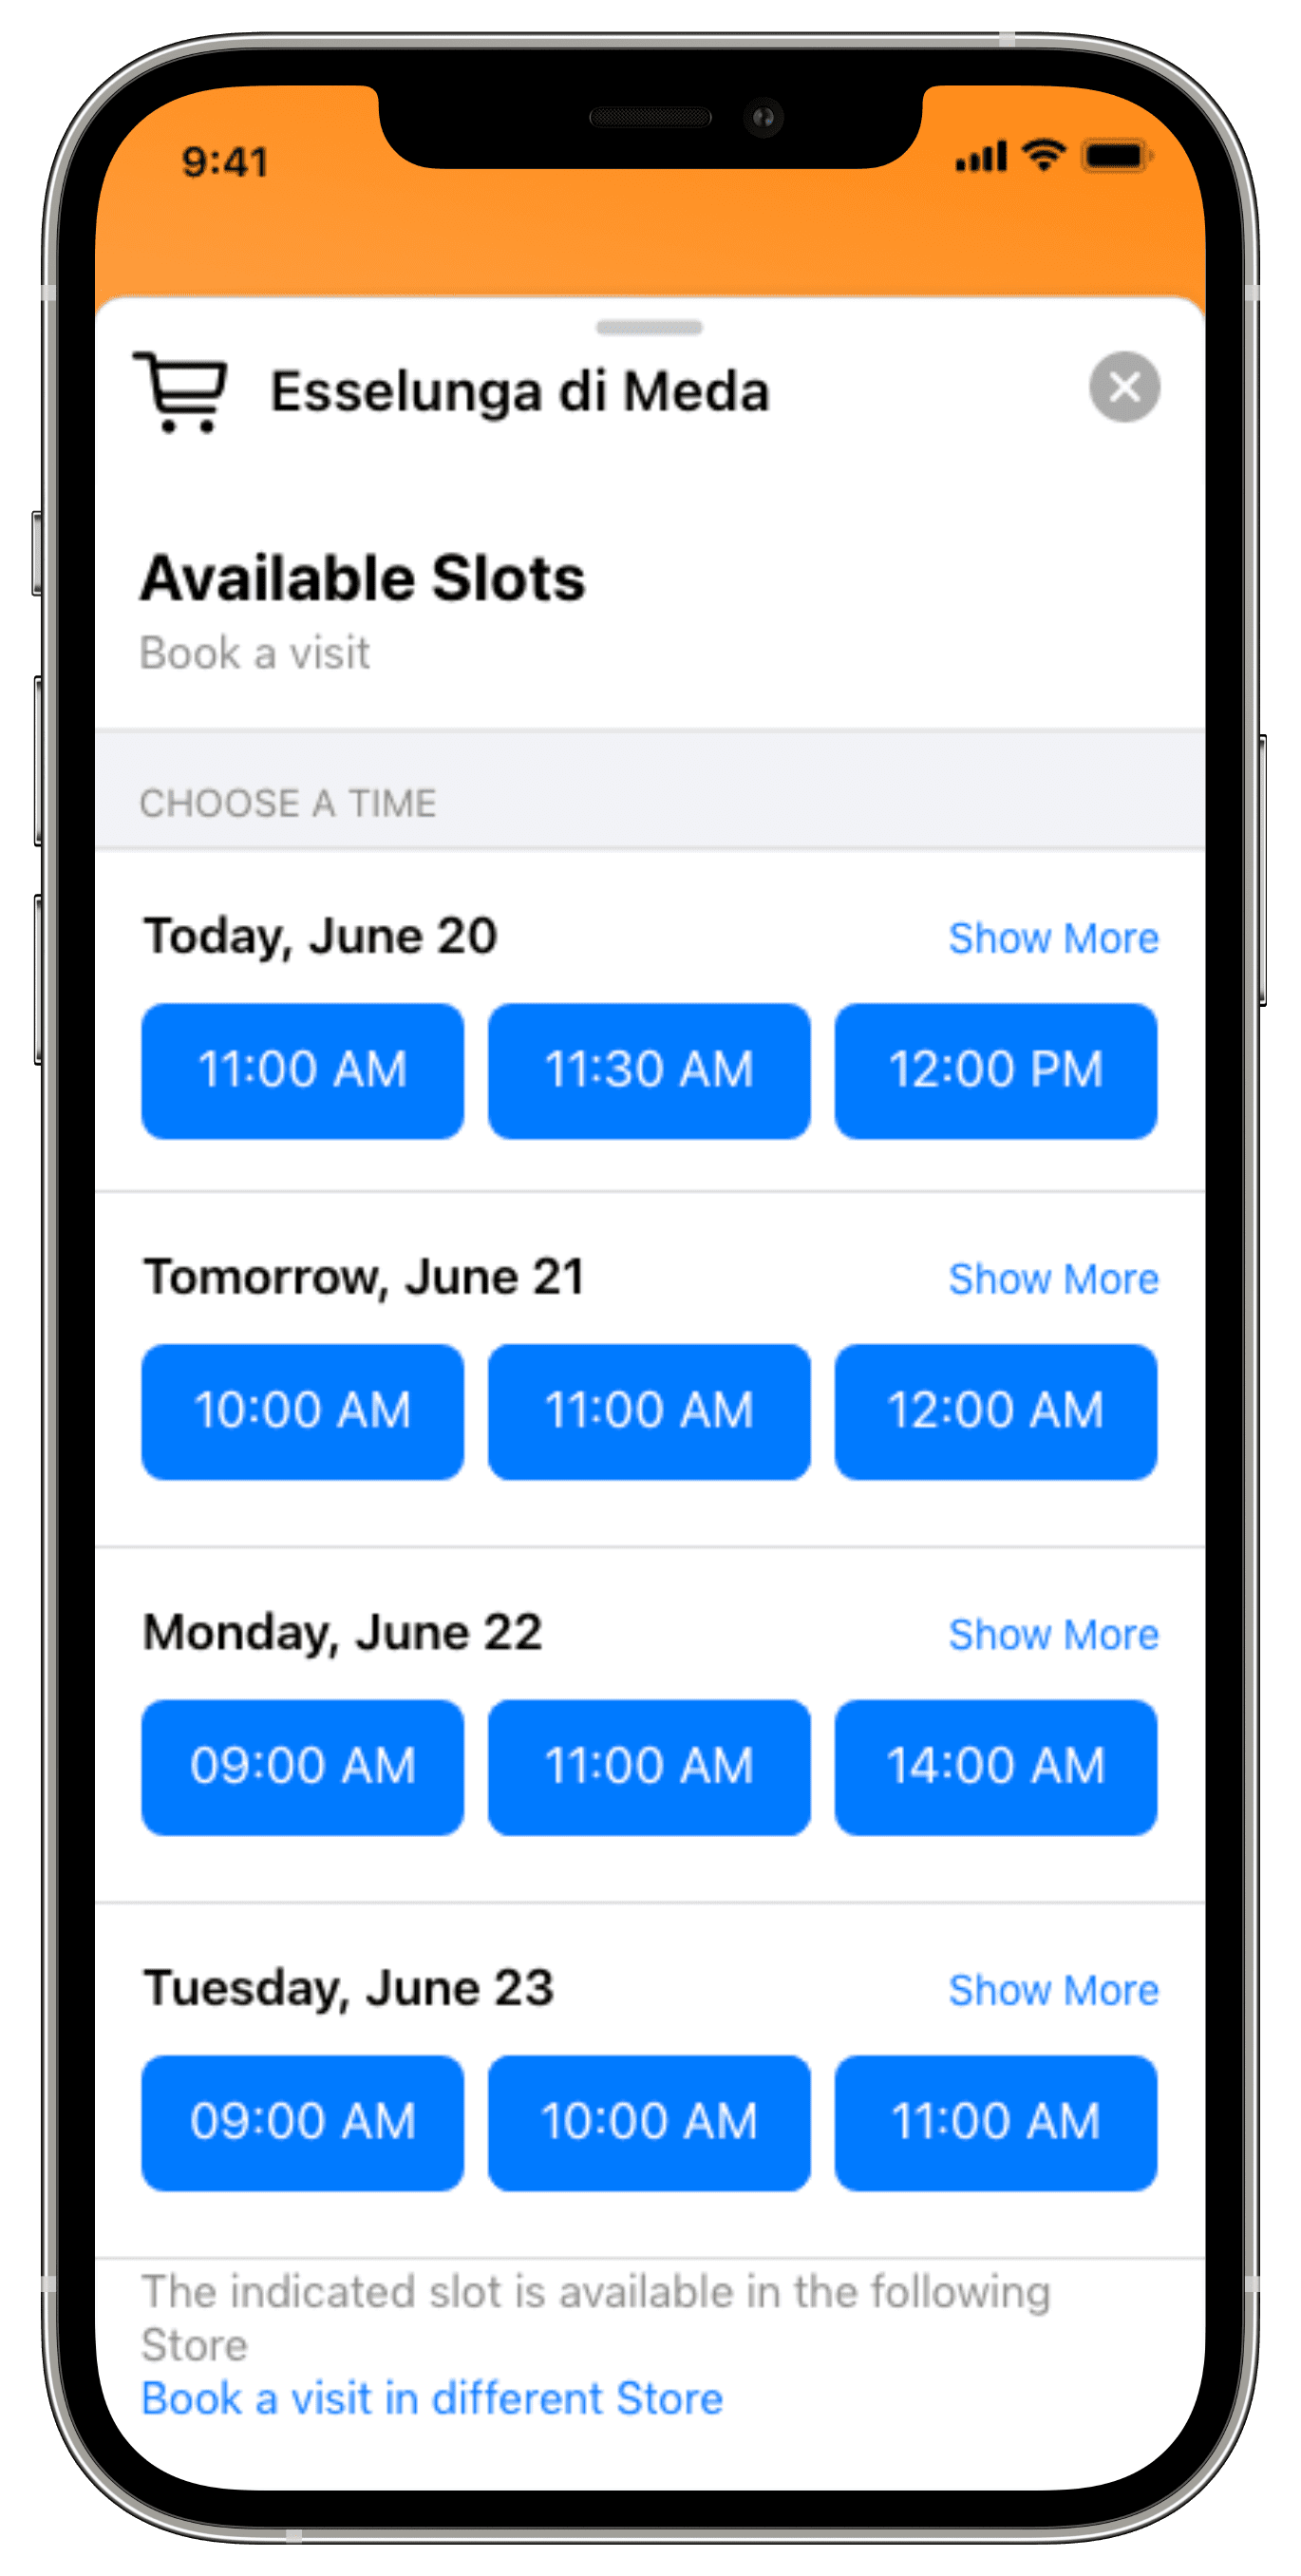 9:41
Esselunga di Meda
Available Slots
Book a visit
CHOOSE A TIME
Today, June 20 Show More
11:00 AM 11:30 AM 12:00 PM
Tomorrow, June 21 Show More
10:00 AM 11:00 AM 12:00 AM
Monday, June 22 Show More
09:00 AM 11:00 AM 14:00 AM
Tuesday, June 23 Show More
09:00 AM 10:00 AM 11:00 AM
The indicated slot is available in the following
Store
Book a visit in different Store